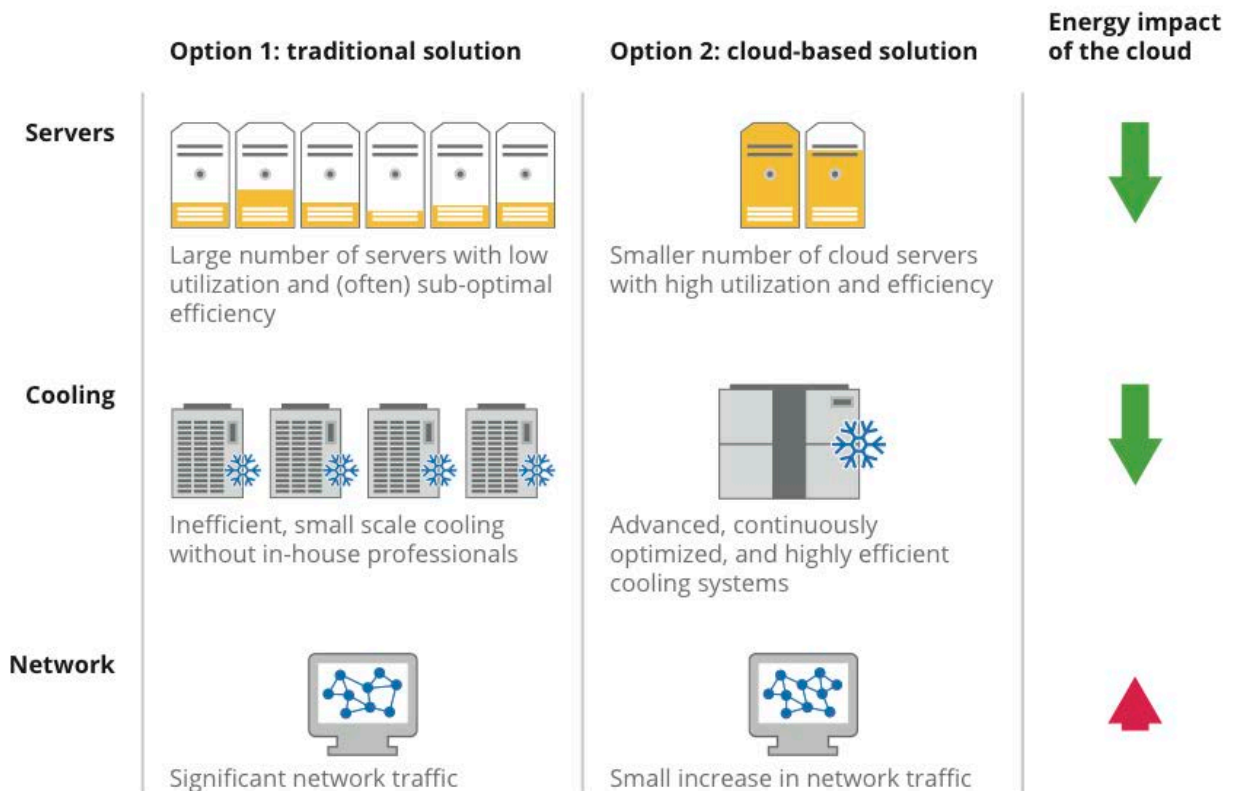 Option 1: traditional solution
Option 2: cloud-based solution
Energy impact
of the cloud
Servers
Large number of servers with low
utilization and (often) sub-optimal
efficiency
Smaller number of cloud servers
with high utilization and efficiency
Cooling
Inefficient, small scale cooling
without in-house professionals
Advanced, continuously
optimized, and highly efficient
cooling systems
Network
Significant network traffic
Small increase in network traffic